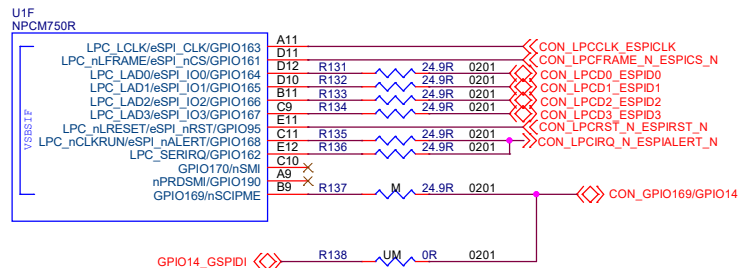 U1F
NPCM750R
VSBSIF
LPC_LCLK/eSPI_CLK/GPIO163 A11 CON_LPCCLK_ESPICLK
LPC_nLFRAME/eSPI_nCS/GPIO161 D11 CON_LPCFRAME_N_ESPICS_N
LPC_LAD0/eSPI_IO0/GPIO164 D12 R131 24.9R 0201 CON_LPCD0_ESPID0
LPC_LAD1/eSPI_IO1/GPIO165 D10 R132 24.9R 0201 CON_LPCD1_ESPID1
LPC_LAD2/eSPI_IO2/GPIO166 B11 R133 24.9R 0201 CON_LPCD2_ESPID2
LPC_LAD3/eSPI_IO3/GPIO167 C9 R134 24.9R 0201 CON_LPCD3_ESPID3
LPC_nLRESET/eSPI_nRST/GPIO95 E11 CON_LPCRST_N_ESPIRST_N
LPC_nCLKRUN/eSPI_nALERT/GPIO168 C11 R135 24.9R 0201 CON_LPCIRQ_N_ESPIALERT_N
LPC_SERIRQ/GPIO162 E12 R136 24.9R 0201
GPIO170/nSMI C10
nPRDSMI/GPIO190 A9
GPIO169/nSCIPME B9 R137 M 24.9R 0201 CON_GPIO169/GPIO14
GPIO14_GSPIDI R138 UM 0R 0201